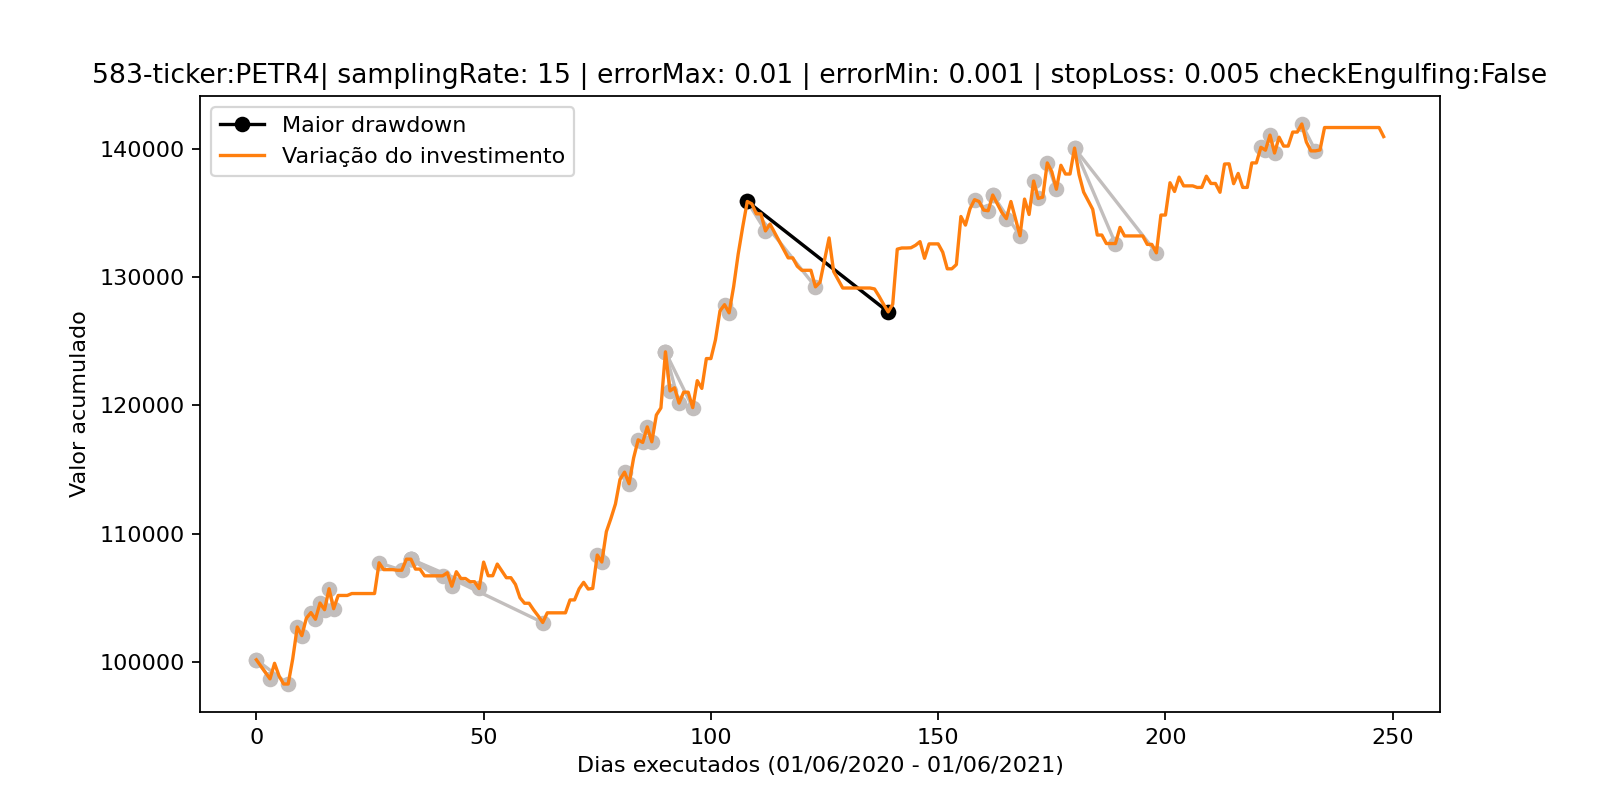 583-ticker:PETR4| samplingRate: 15 | errorMax: 0.01 | errorMin: 0.001 | stopLoss: 0.005 checkEngulfing:False
Maior drawdown
Variação do investimento
Valor acumulado
140000
130000
120000
110000
100000
0 50 100 150 200 250
Dias executados (01/06/2020 - 01/06/2021)